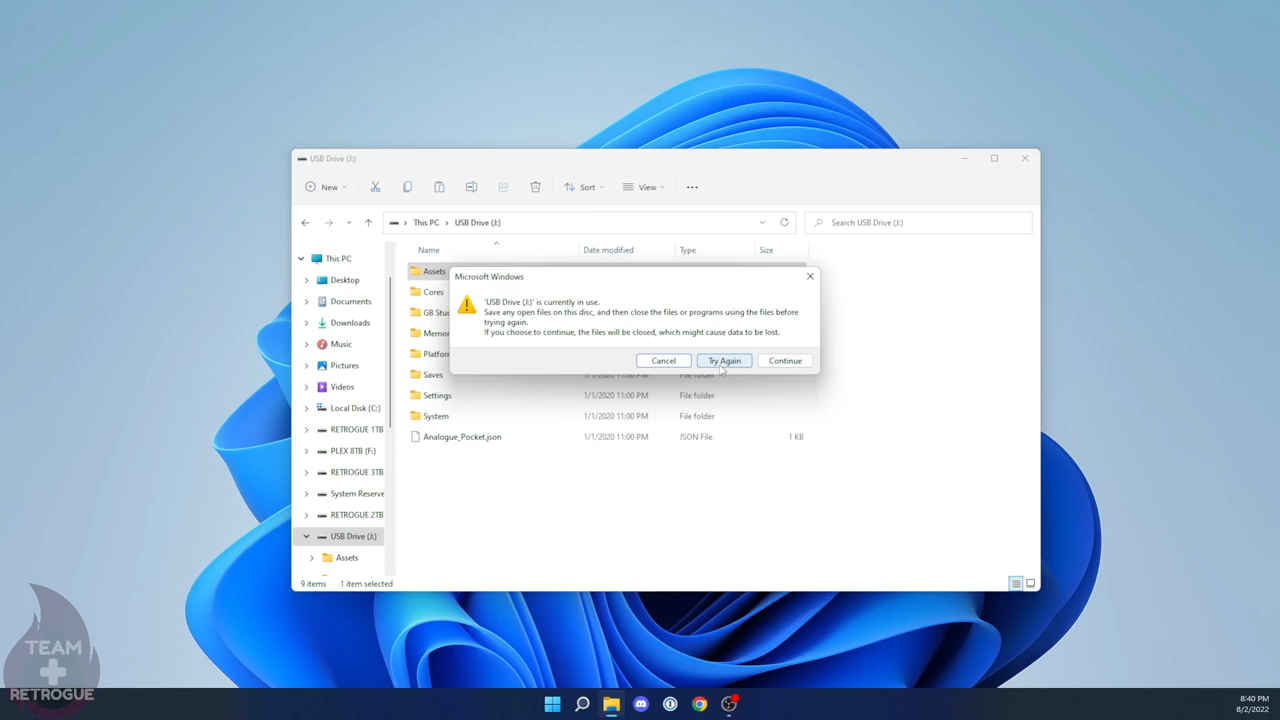 USB Drive (J:)
New
Sort
View
This PC
USB Drive (J:)
Search USB Drive (J:)
This PC
Desktop
Documents
Downloads
Music
Pictures
Videos
Local Disk (C:)
RETROGUE 1TB
PLEX 8TB (F:)
RETROGUE 3TB
System Reserve
RETROGUE 2TB
USB Drive (J:)
Assets
Name Date modified Type Size
Assets
Cores
GB Stu
Memor
Platfor
Saves 1/1/2020 11:00 PM File folder
Settings 1/1/2020 11:00 PM File folder
System 1/1/2020 11:00 PM File folder
Analogue_Pocket.json 1/1/2020 11:00 PM JSON File 1 KB
Microsoft Windows
'USB Drive (J:)' is currently in use.
Save any open files on this disc, and then close the files or programs using the files before
trying again.
If you choose to continue, the files will be closed, which might cause data to be lost.
Cancel
Try Again
Continue
9 items 1 item selected
TEAM
RETROGUE
8:40 PM
8/2/2022